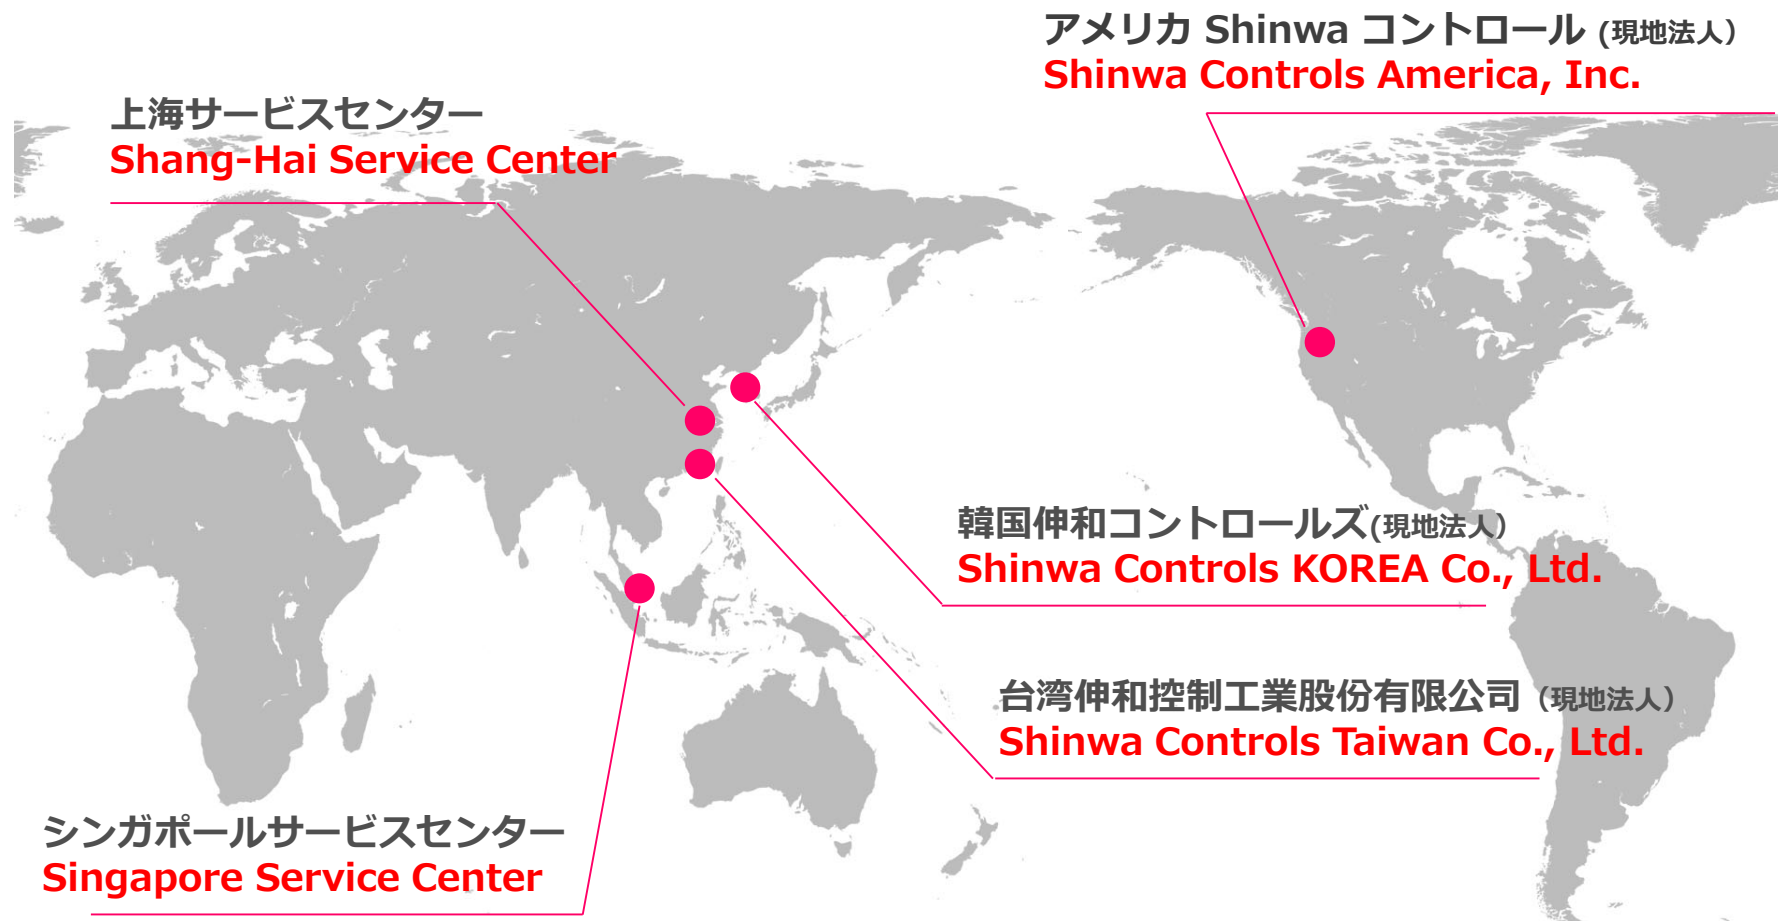 アメリカ Shinwa コントロール (現地法人）
Shinwa Controls America, Inc.
上海サービスセンター
Shang-Hai Service Center
韓国伸和コントロールズ(現地法人）
Shinwa Controls KOREA Co., Ltd.
台湾伸和控制工業股份有限公司（現地法人）
Shinwa Controls Taiwan Co., Ltd.
シンガポールサービスセンター
Singapore Service Center